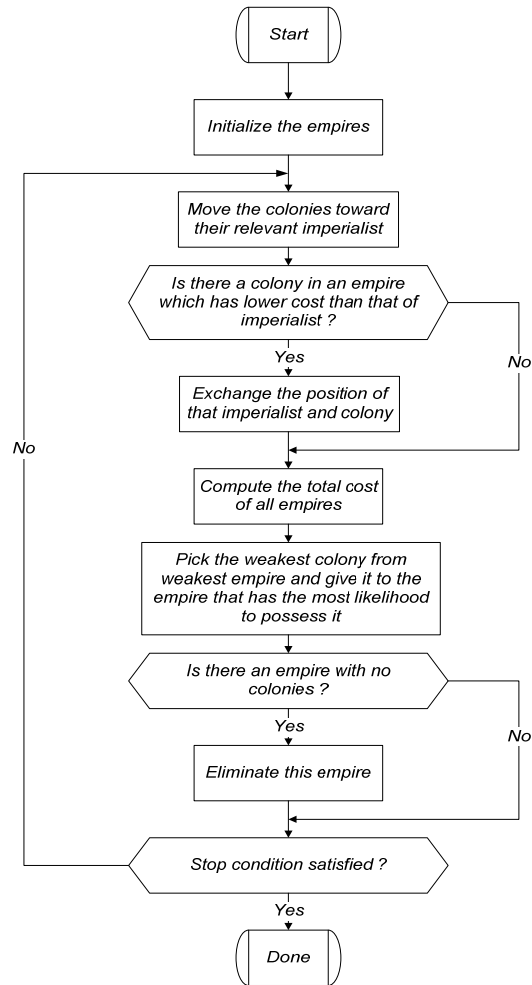 Start
Initialize the empires
Move the colonies toward
their relevant imperialist
Is there a colony in an empire
which has lower cost than that of
imperialist ?
Yes
No
Exchange the position of
that imperialist and colony
No
Compute the total cost
of all empires
Pick the weakest colony from
weakest empire and give it to the
empire that has the most likelihood
to possess it
Is there an empire with no
colonies ?
Yes
No
Eliminate this empire
Stop condition satisfied ?
Yes
Done